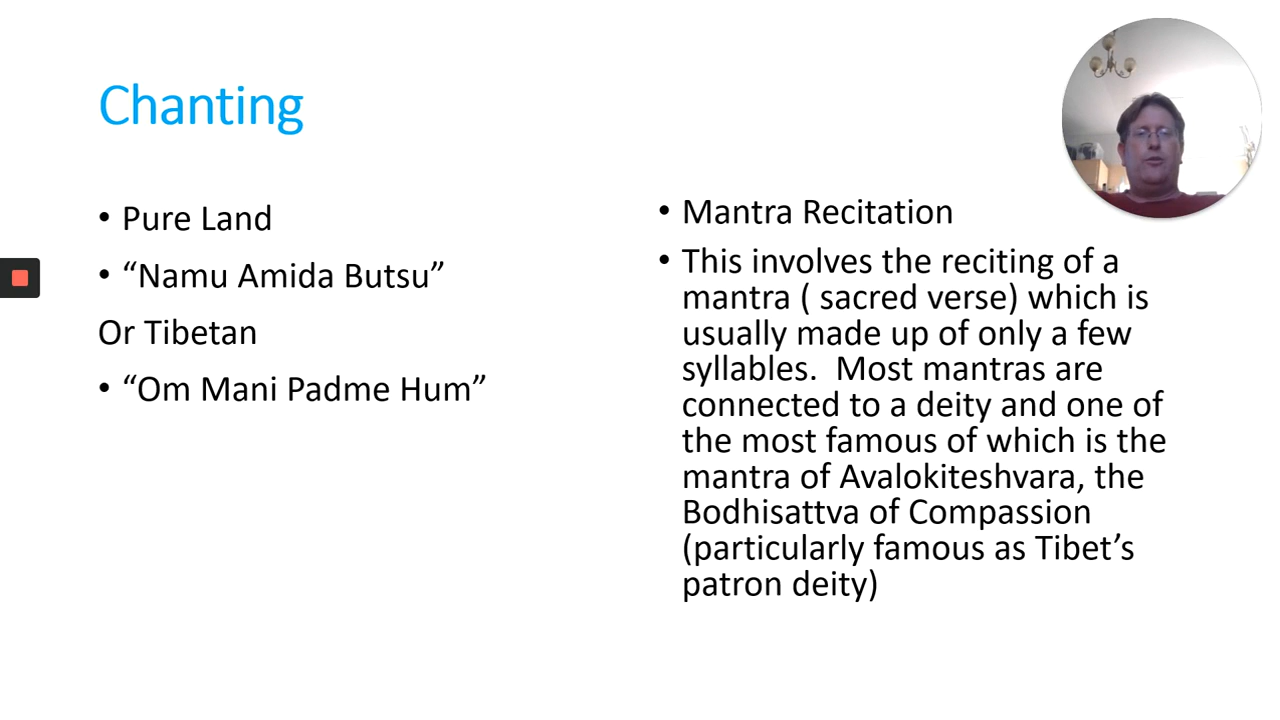 Chanting
• Pure Land
• “Namu Amida Butsu”
Or Tibetan
• “Om Mani Padme Hum”
• Mantra Recitation
• This involves the reciting of a
mantra ( sacred verse) which is
usually made up of only a few
syllables.  Most mantras are
connected to a deity and one of
the most famous of which is the
mantra of Avalokiteshvara, the
Bodhisattva of Compassion
(particularly famous as Tibet’s
patron deity)